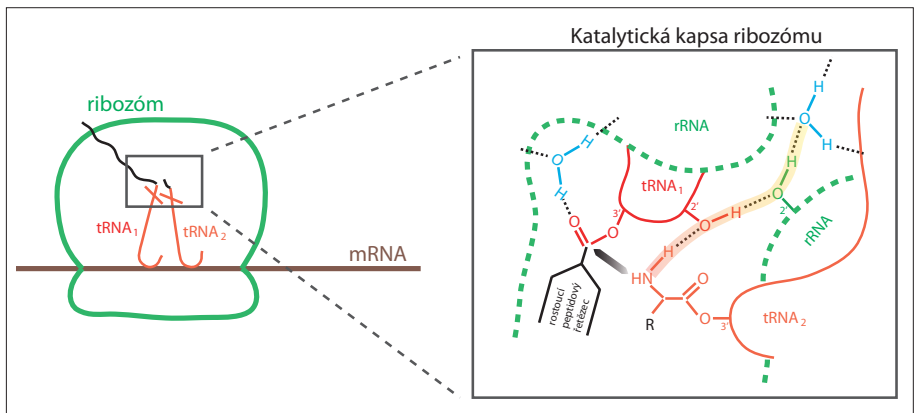 Katalytická kapsa ribozómu
ribozóm
tRNA1
tRNA2
mRNA
rRNA
H
O
H
H
H
O
H
H
O
2'
rRNA
tRNA1
3'
2'
O
H
O
O
H
HN
O
O
R
3'
tRNA2
rostoucí
peptidový
řetězec